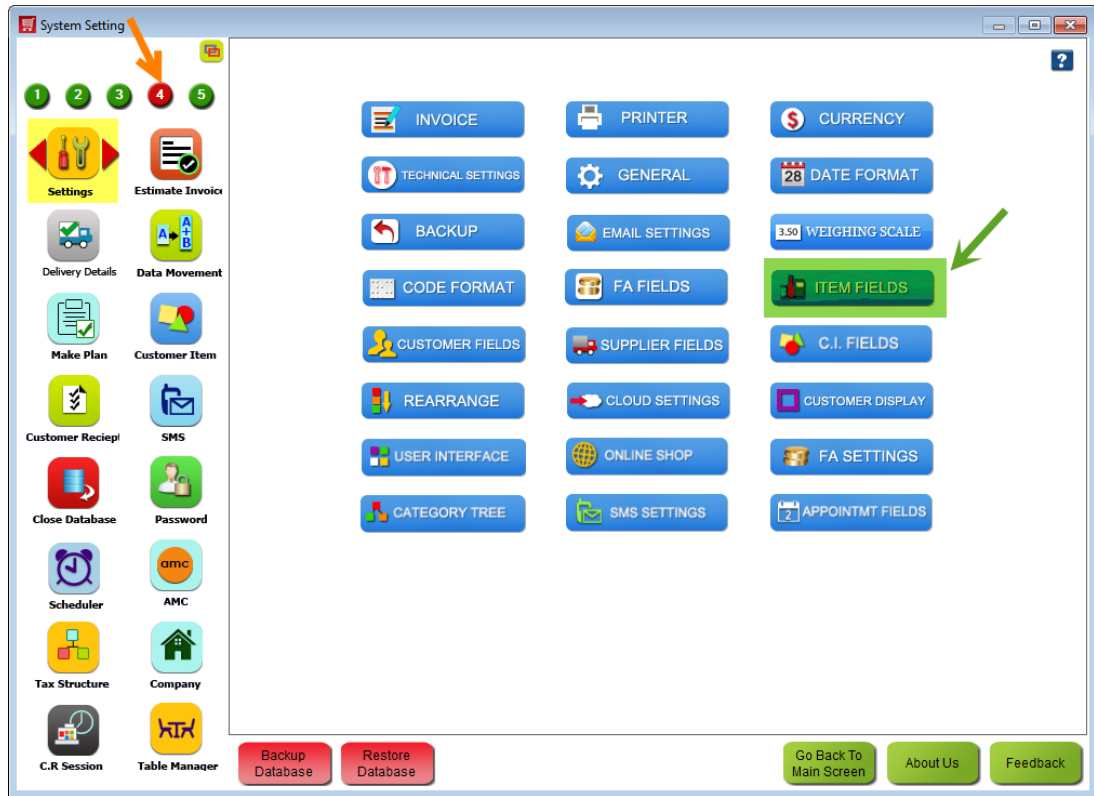 System Setting
?
1 2 3 4 5
Settings
Estimate Invoice
Delivery Details
A
A+B
Data Movement
Make Plan
Customer Item
Customer Reciept
SMS
Close Database
Password
Scheduler
amc
AMC
Tax Structure
Company
C.R Session
Table Manager
INVOICE
PRINTER
$ CURRENCY
TECHNICAL SETTINGS
GENERAL
28 DATE FORMAT
BACKUP
EMAIL SETTINGS
3.50 WEIGHING SCALE
CODE FORMAT
FA FIELDS
ITEM FIELDS
CUSTOMER FIELDS
SUPPLIER FIELDS
C.I. FIELDS
REARRANGE
CLOUD SETTINGS
CUSTOMER DISPLAY
USER INTERFACE
ONLINE SHOP
FA SETTINGS
CATEGORY TREE
SMS SETTINGS
2 APPOINTMT FIELDS
Backup
Database
Restore
Database
Go Back To
Main Screen
About Us
Feedback